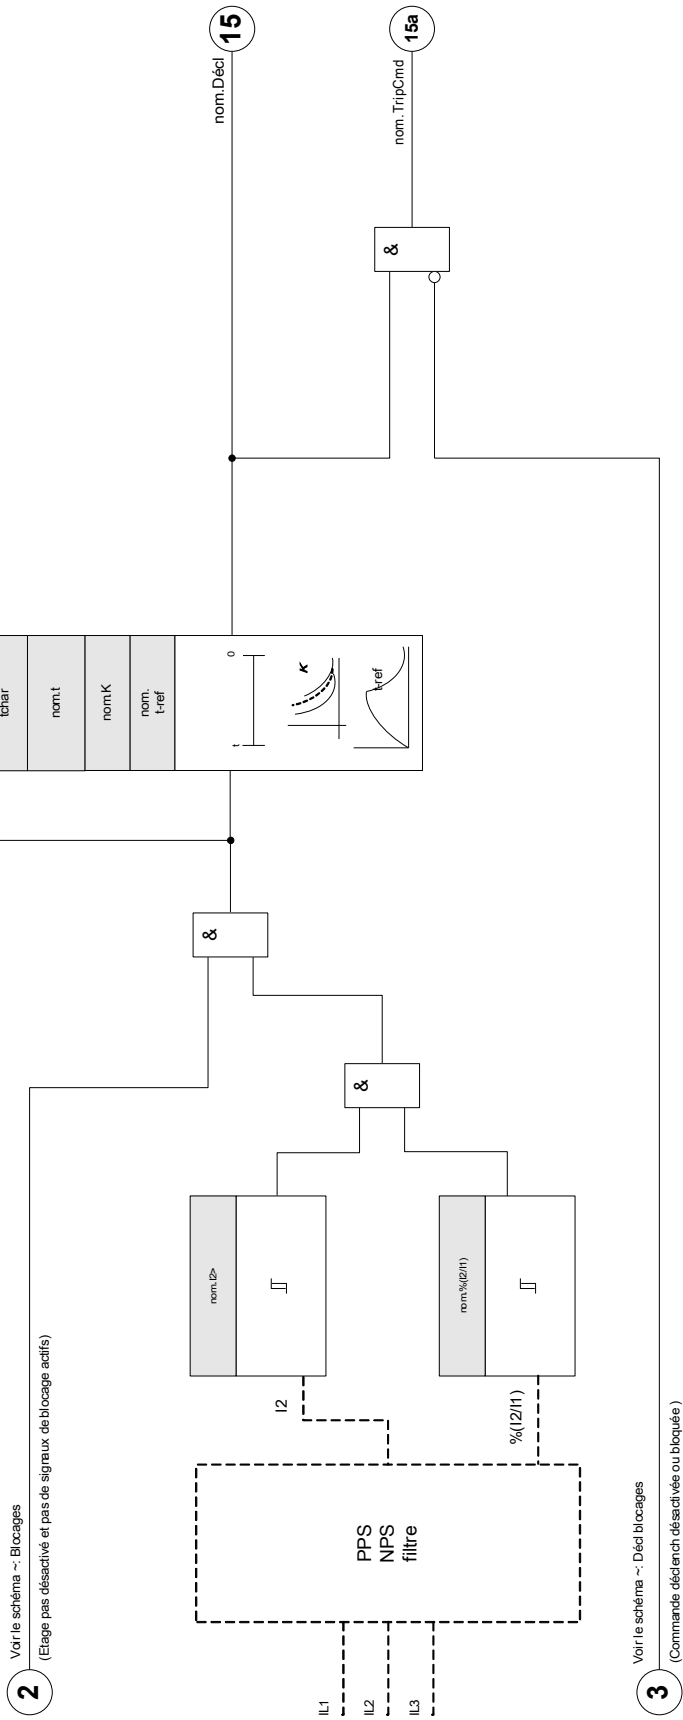 2
Voir le schéma ~: Blocages
(Etage pas désactivé et pas de signaux de blocage actifs)
IL1
IL2
IL3
PPS
NPS
filtre
I2
%(I2/I1)
nom.I2>
nom.%(I2/I1)
&
&
tchar
nom.t
nom.K
nom.
t-ref
t
0
K
t-ref
nom.Décl
15
&
nom.TripCmd
15a
3
Voir le schéma ~: Décl blocages
(Commande déclench désactivée ou bloquée)